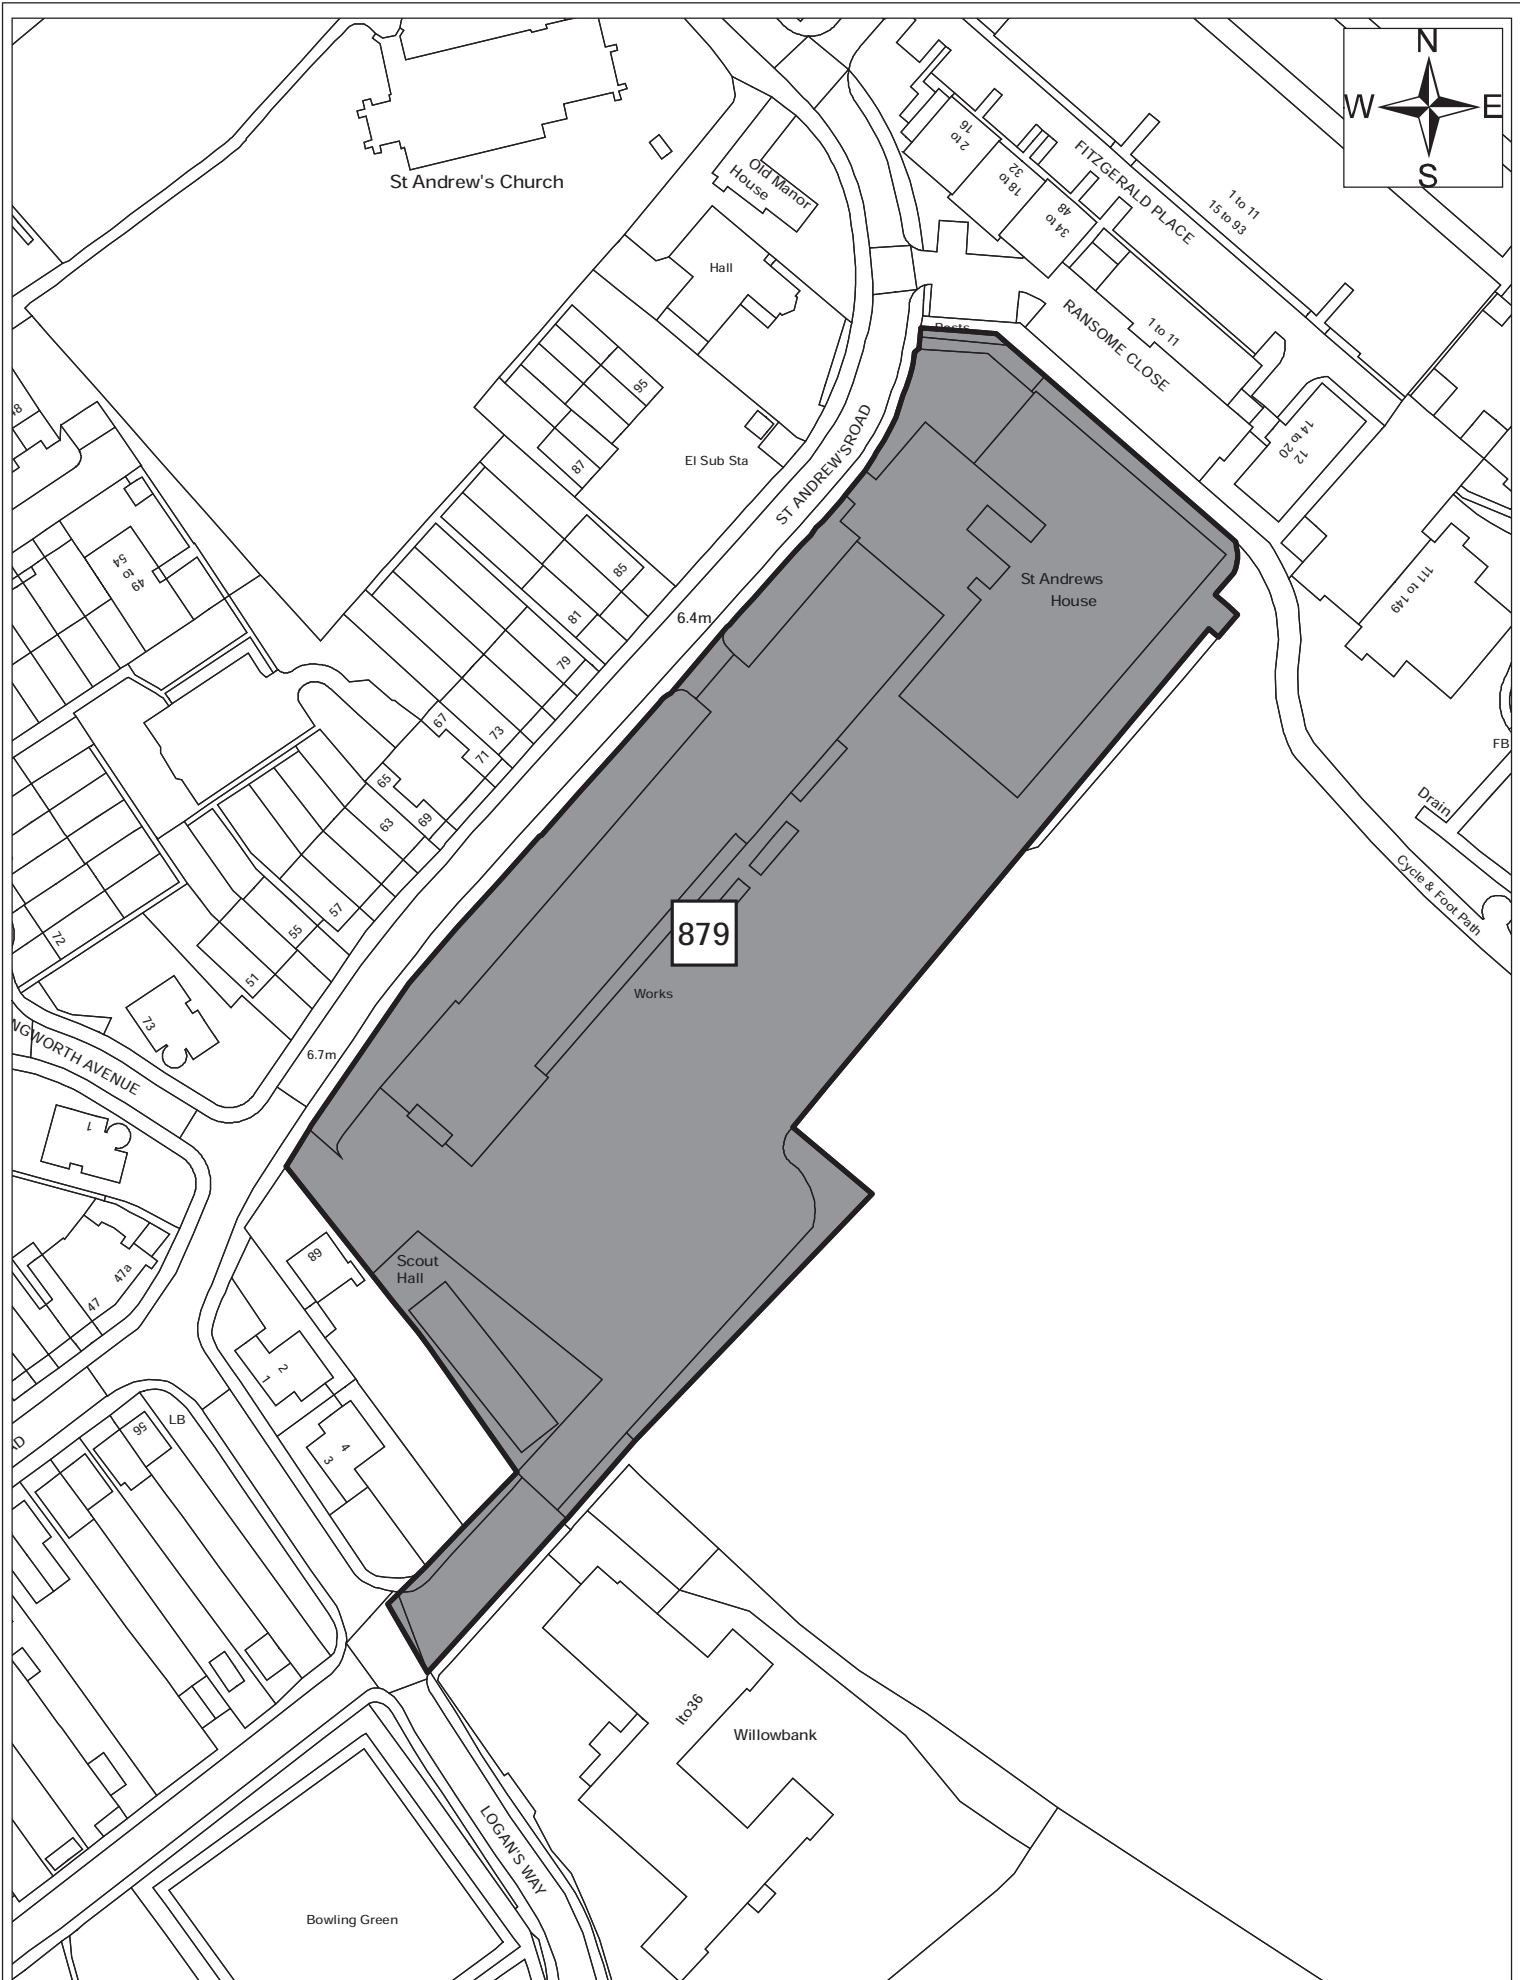 N
W E
S
St Andrew's Church
Old Manor
House
Hall
2 to
16
18 to
32
34 to
48
FITZGERALD PLACE
1 to 11
15 to 93
RANSOME CLOSE
1 to 11
Posts
12
14 to 20
111 to 149
95
87
El Sub Sta
ST ANDREW'SROAD
85
81
79
6.4m
St Andrews
House
49
to
54
67
73
71
65
63
69
57
55
51
72
73
FB
Drain
Cycle & Foot Path
879
Works
6.7m
NGWORTH AVENUE
1
47a
47
89
Scout
Hall
2
1
4
3
LB
56
1to36
Willowbank
LOGAN'S WAY
Bowling Green